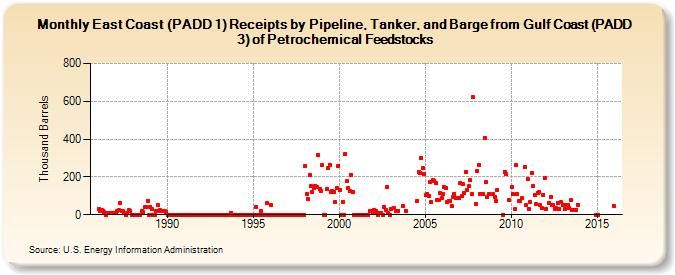 Monthly East Coast (PADD 1) Receipts by Pipeline, Tanker, and Barge from Gulf Coast (PADD
3) of Petrochemical Feedstocks
Thousand Barrels
800
600
400
200
0
1990
1995
2000
2005
2010
2015
Source: U.S. Energy Information Administration